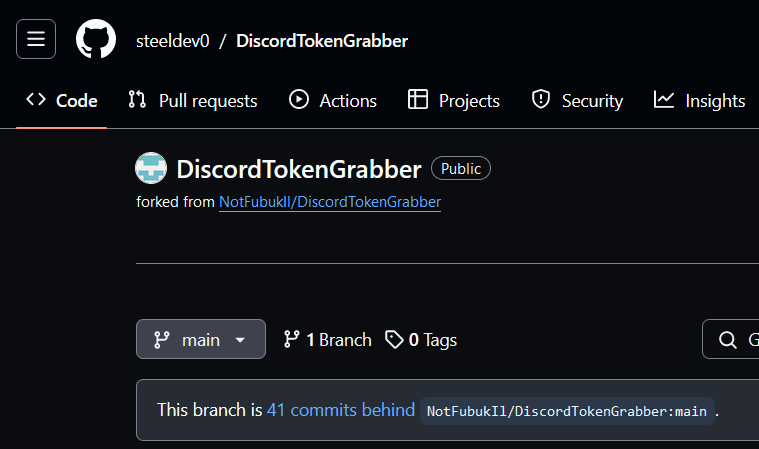 steeldev0 / DiscordTokenGrabber
Code Pull requests Actions Projects Security Insights
DiscordTokenGrabber Public
forked from NotFubukIl/DiscordTokenGrabber
main 1 Branch 0 Tags
This branch is 41 commits behind NotFubukIl/DiscordTokenGrabber:main .